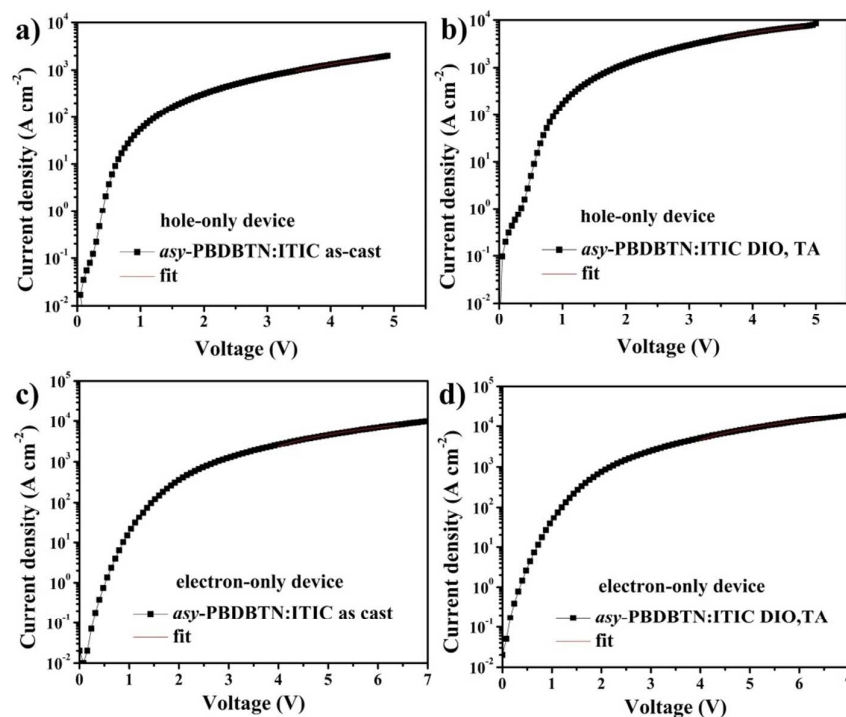 a)
10^4
10^3
10^2
10^1
10^0
10^-1
10^-2
Current density (A cm^-2)
hole-only device
asy-PBDBTN:ITIC as-cast
fit
0 1 2 3 4 5
Voltage (V)
b)
10^4
10^3
10^2
10^1
10^0
10^-1
10^-2
Current density (A cm^-2)
hole-only device
asy-PBDBTN:ITIC DIO, TA
fit
0 1 2 3 4 5
Voltage (V)
c)
10^5
10^4
10^3
10^2
10^1
10^0
10^-1
10^-2
Current density (A cm^-2)
electron-only device
asy-PBDBTN:ITIC as cast
fit
0 1 2 3 4 5 6 7
Voltage (V)
d)
10^5
10^4
10^3
10^2
10^1
10^0
10^-1
10^-2
Current density (A cm^-2)
electron-only device
asy-PBDBTN:ITIC DIO,TA
fit
0 1 2 3 4 5 6 7
Voltage (V)